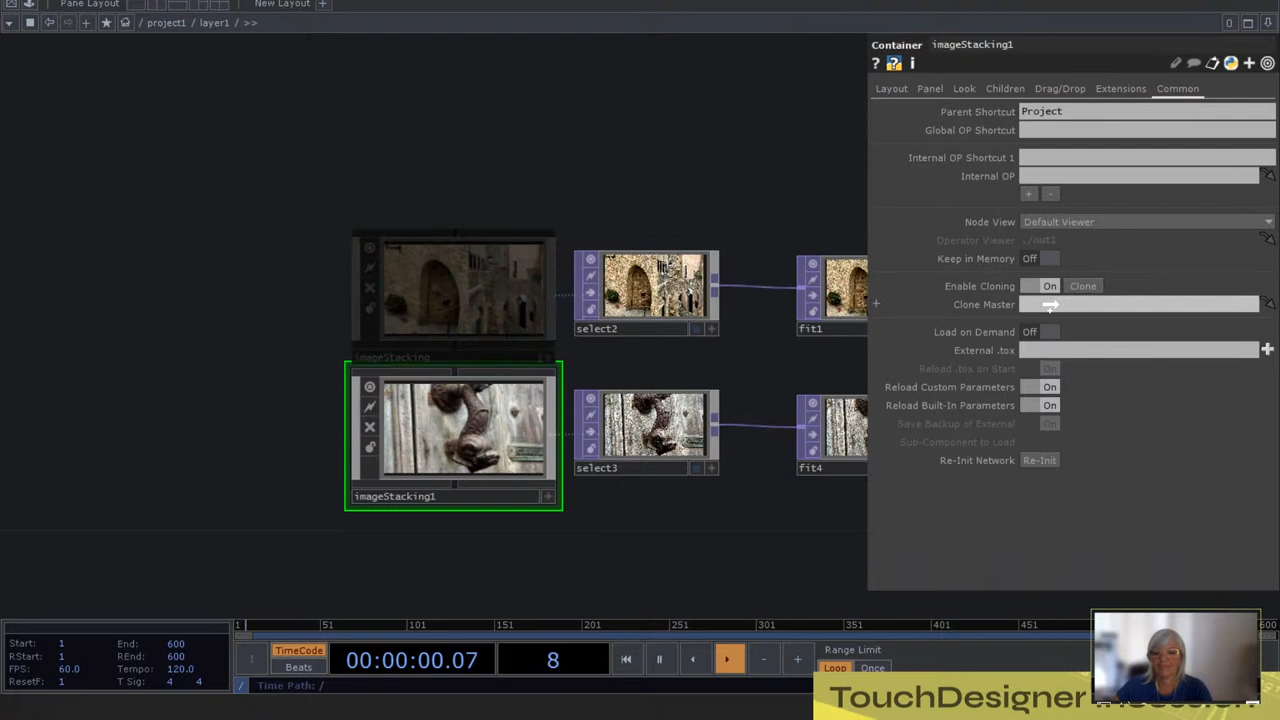 Pane Layout New Layout +
/ project1 / layer1 / >> 0
Container imageStacking1
? ? i
Layout Panel Look Children Drag/Drop Extensions Common
Parent Shortcut Project
Global OP Shortcut
Internal OP Shortcut 1
Internal OP
+ -
Node View Default Viewer
Operator Viewer ./out1
Keep in Memory Off
Enable Cloning On Clone
Clone Master
Load on Demand Off
External .tox
Reload .tox on Start On
Reload Custom Parameters On
Reload Built-In Parameters On
Save Backup of External On
Sub-Component to Load
Re-Init Network Re-Init
select2
fit1
imageStacking
select3
fit4
imageStacking1
1 51 101 151 201 251 301 351 401 451 501 600
Start: 1 End: 600
RStart: 1 REnd: 600
FPS: 60.0 Tempo: 120.0
ResetF: 1 T Sig: 4 4
TimeCode
Beats
00:00:00.07
8
- +
Range Limit
Loop Once
/ Time Path: /
TouchDesigner